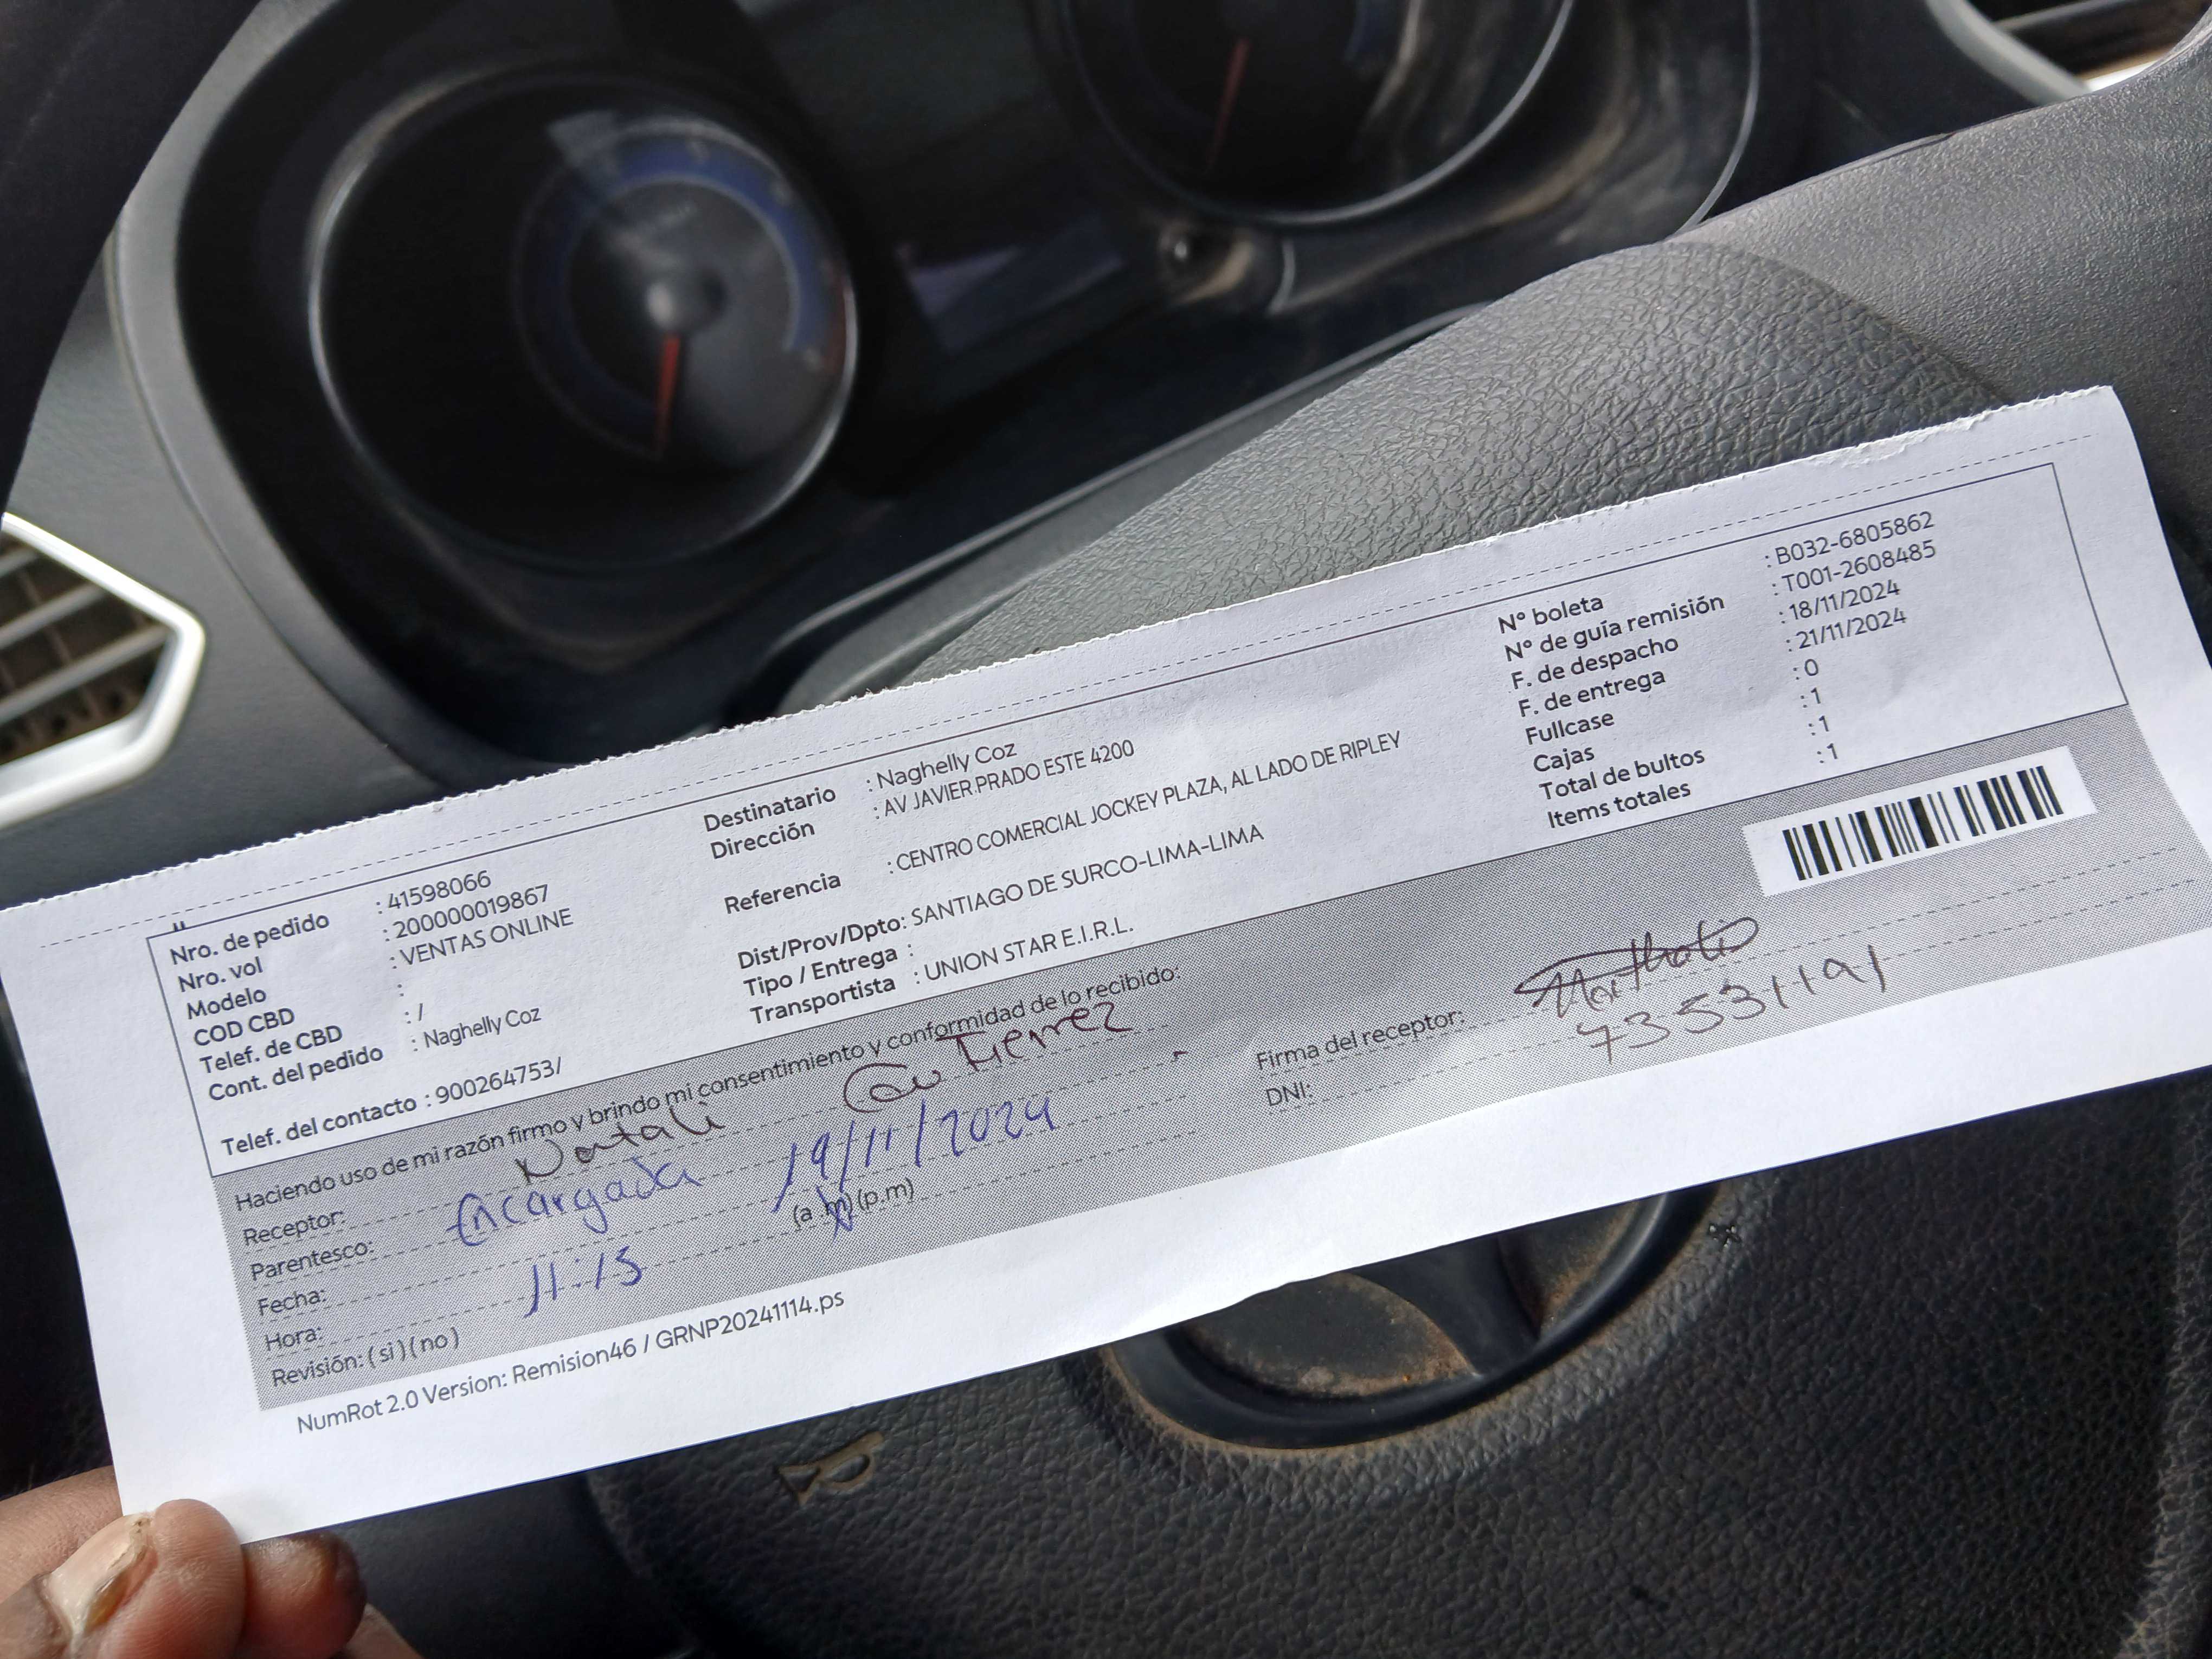 Nro. de pedido : 41598066
Nro. vol : 200000019867
Modelo : VENTAS ONLINE
COD CBD :
Telef. de CBD : /
Cont. del pedido : Naghelly Coz
Telef. del contacto : 900264753/
Destinatario : Naghelly Coz
Dirección : AV JAVIER PRADO ESTE 4200
Referencia : CENTRO COMERCIAL JOCKEY PLAZA, AL LADO DE RIPLEY
Dist/Prov/Dpto: SANTIAGO DE SURCO-LIMA-LIMA
Tipo / Entrega :
Transportista : UNION STAR E.I.R.L.
N° boleta : B032-6805862
N° de guía remisión : T001-2608485
F. de despacho : 18/11/2024
F. de entrega : 21/11/2024
Fullcase : 0
Cajas : 1
Total de bultos : 1
Items totales : 1
Haciendo uso de mi razón firmo y brindo mi consentimiento y conformidad de lo recibido:
Receptor: Natali Gutierrez
Parentesco: Encargada
Fecha: 19/11/2024
Hora: 11:15 (a.m) (p.m)
Revisión: ( si ) ( no )
Firma del receptor:
DNI: 73531191
NumRot 2.0 Version: Remision46 / GRNP20241114.ps